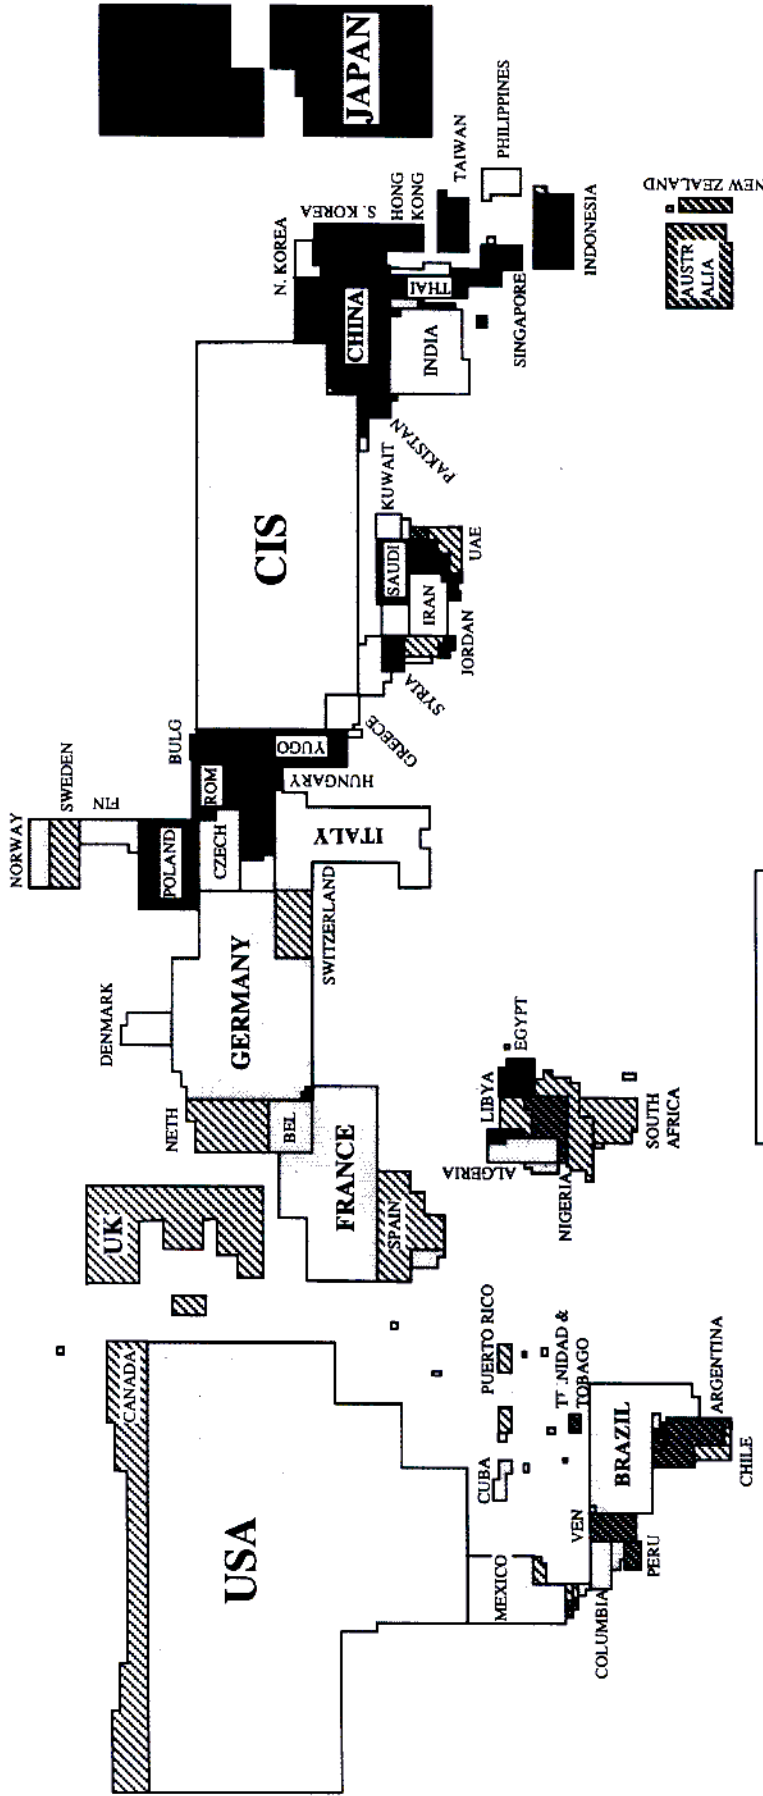 JAPAN
PHILIPPINES
TAIWAN
HONG
KONG
S. KOREA
N. KOREA
NEW ZEALAND
INDONESIA
AUSTR
ALIA
THAI
CHINA
INDIA
SINGAPORE
PAKISTAN
CIS
KUWAIT
SAUDI
IRAN
UAE
JORDAN
SYRIA
GREECE
BULG
YUGO
ROM
HUNGARY
SWEDEN
FIN
NORWAY
POLAND
CZECH
ITALY
SWITZERLAND
GERMANY
DENMARK
NETH
BEL
FRANCE
EGYPT
LIBYA
ALGERIA
SOUTH
AFRICA
NIGERIA
UK
SPAIN
CANADA
USA
PUERTO RICO
TOBAGO
CUBA
MEXICO
VEN
BRAZIL
ARGENTINA
CHILE
PERU
COLUMBIA